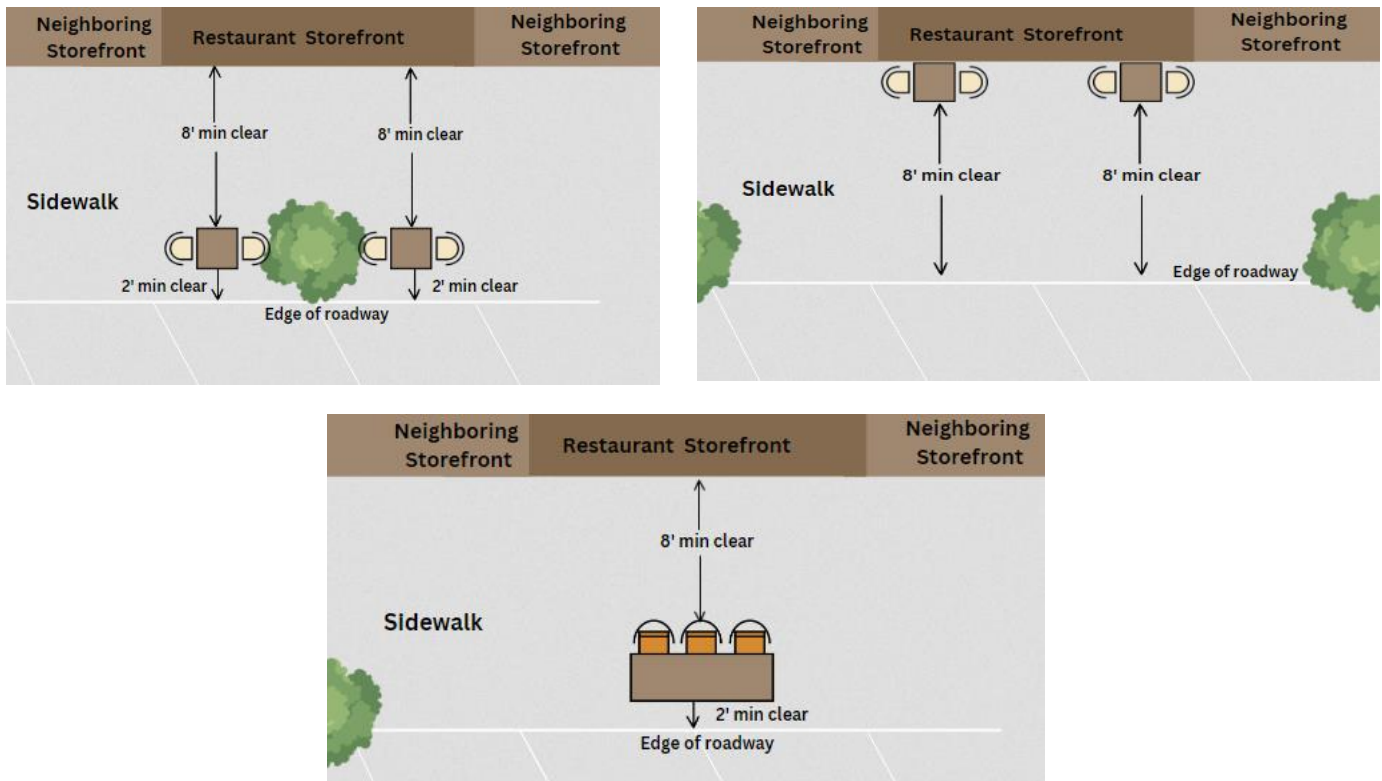 Neighboring
Storefront
Restaurant Storefront
Neighboring
Storefront
8' min clear
8' min clear
Sidewalk
2' min clear
2' min clear
Edge of roadway
Neighboring
Storefront
Restaurant Storefront
Neighboring
Storefront
8' min clear
8' min clear
Sidewalk
Edge of roadway
Neighboring
Storefront
Restaurant Storefront
Neighboring
Storefront
8' min clear
Sidewalk
2' min clear
Edge of roadway